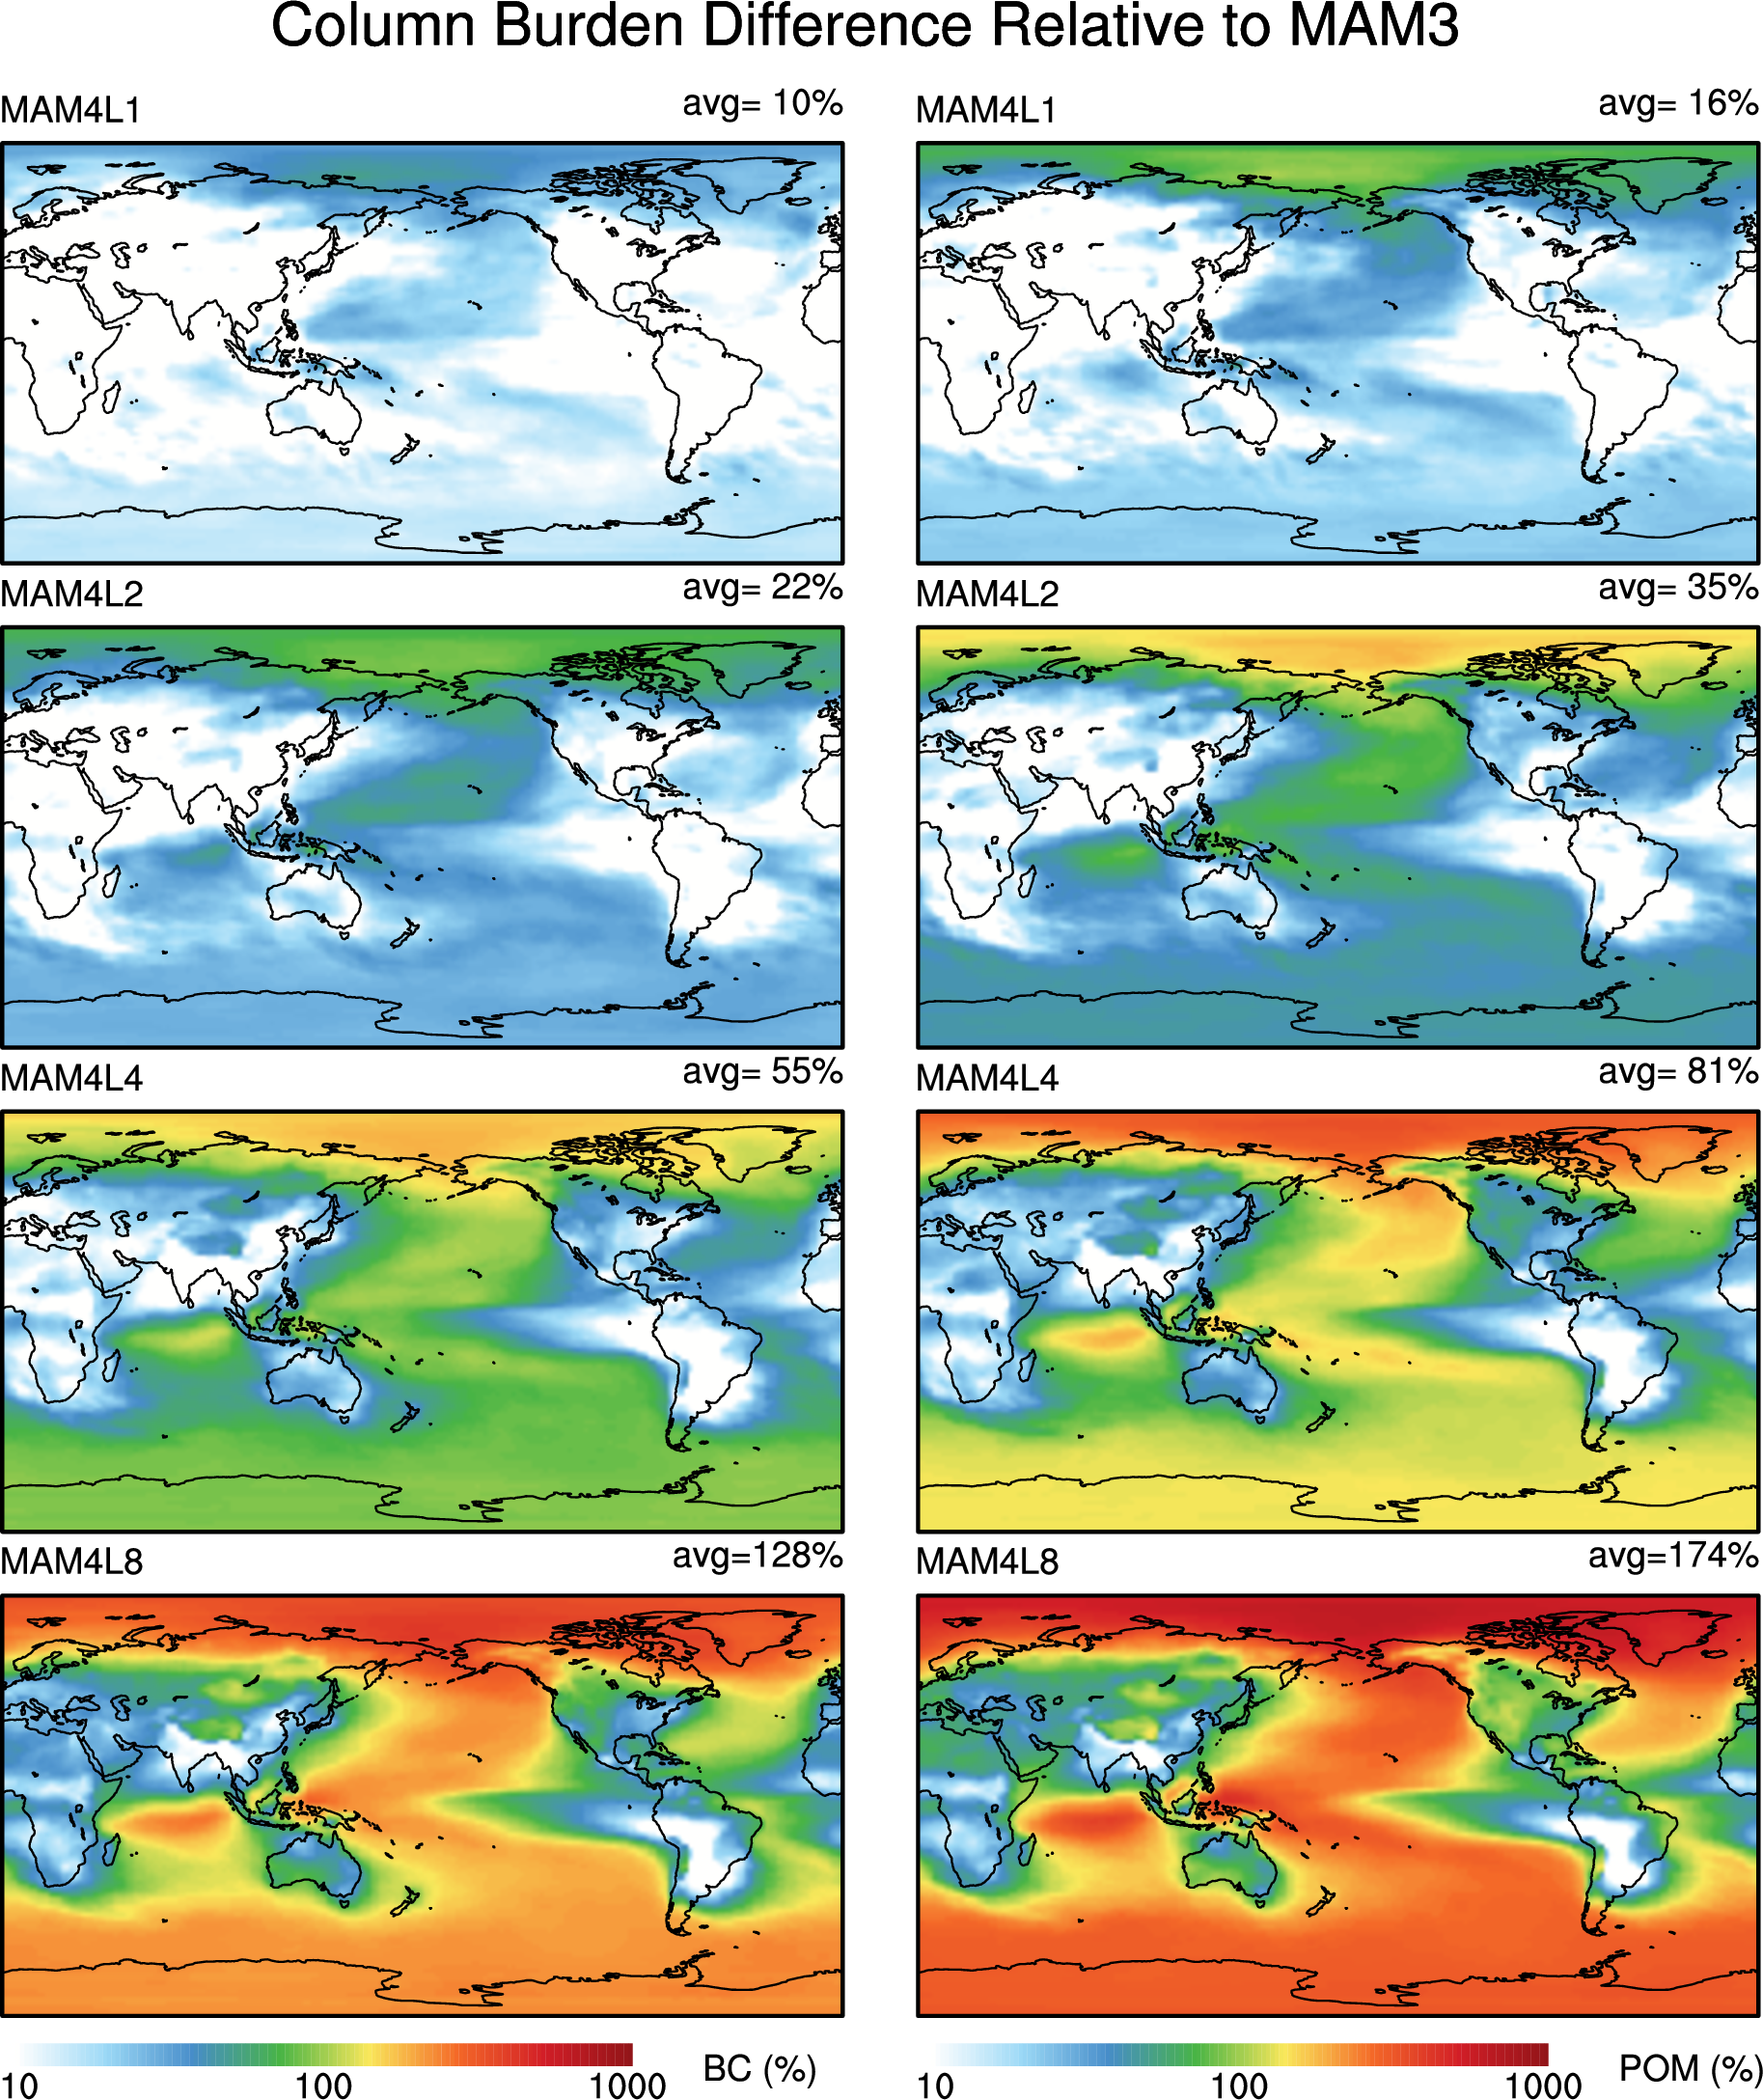 Column Burden Difference Relative to MAM3
MAM4L1 avg= 10% MAM4L1 avg= 16%
MAM4L2 avg= 22% MAM4L2 avg= 35%
MAM4L4 avg= 55% MAM4L4 avg= 81%
MAM4L8 avg=128% MAM4L8 avg=174%
10 100 1000 BC (%) 10 100 1000 POM (%)